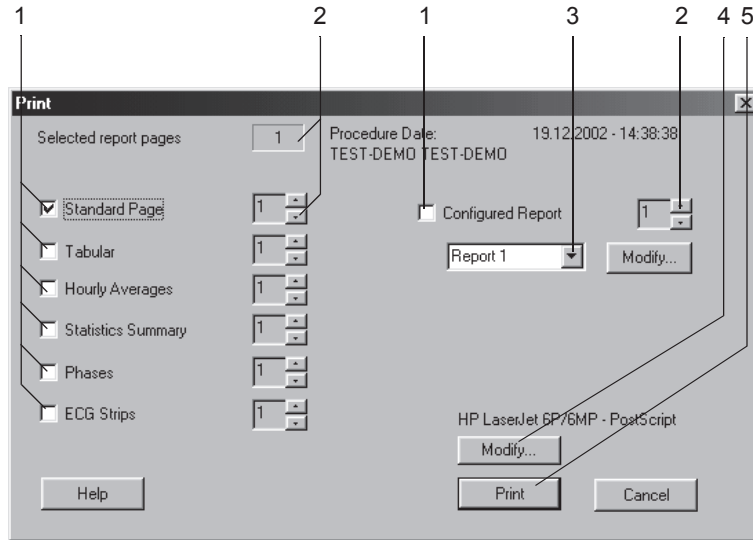 1 2 1 3 2 4 5
Print
Selected report pages 1 Procedure Date: 19.12.2002 - 14:38:38
TEST-DEMO TEST-DEMO
Standard Page 1 Configured Report 1
Tabular 1 Report 1 Modify...
Hourly Averages 1
Statistics Summary 1
Phases 1
ECG Strips 1 HP LaserJet 6P/6MP - PostScript
Modify...
Help Print Cancel